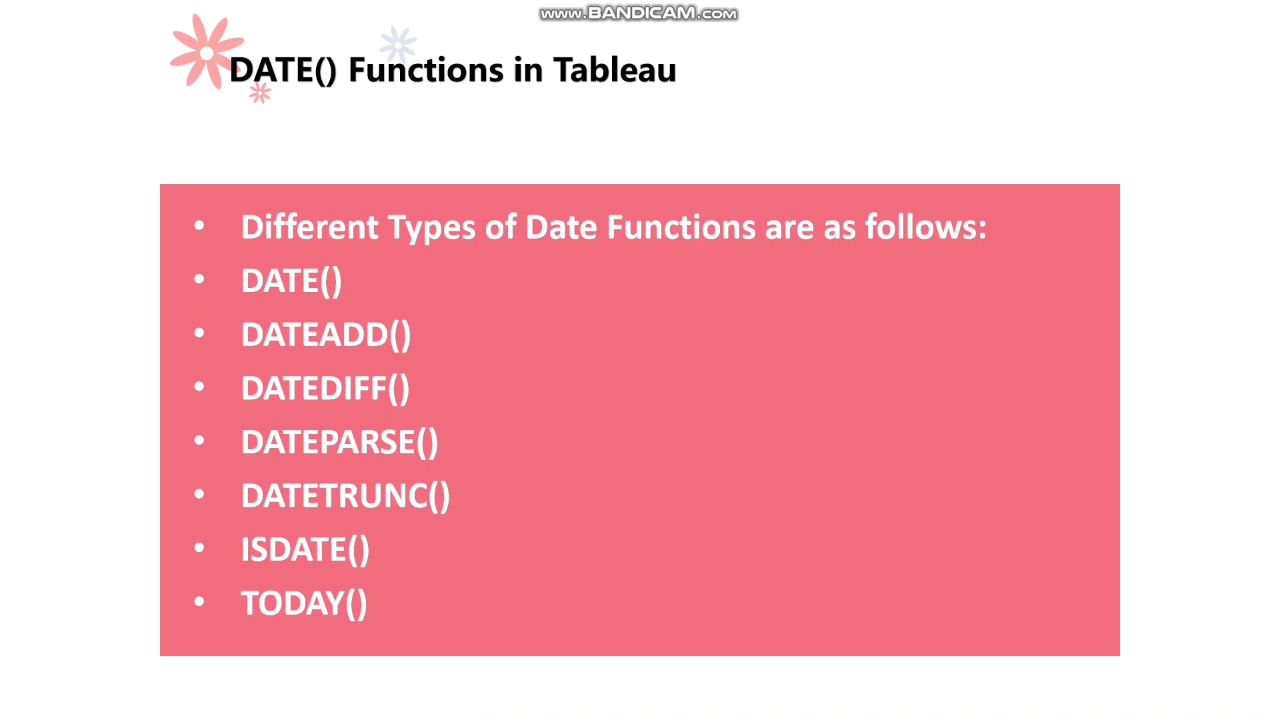 www.BANDICAM.com
DATE() Functions in Tableau
• Different Types of Date Functions are as follows:
• DATE()
• DATEADD()
• DATEDIFF()
• DATEPARSE()
• DATETRUNC()
• ISDATE()
• TODAY()